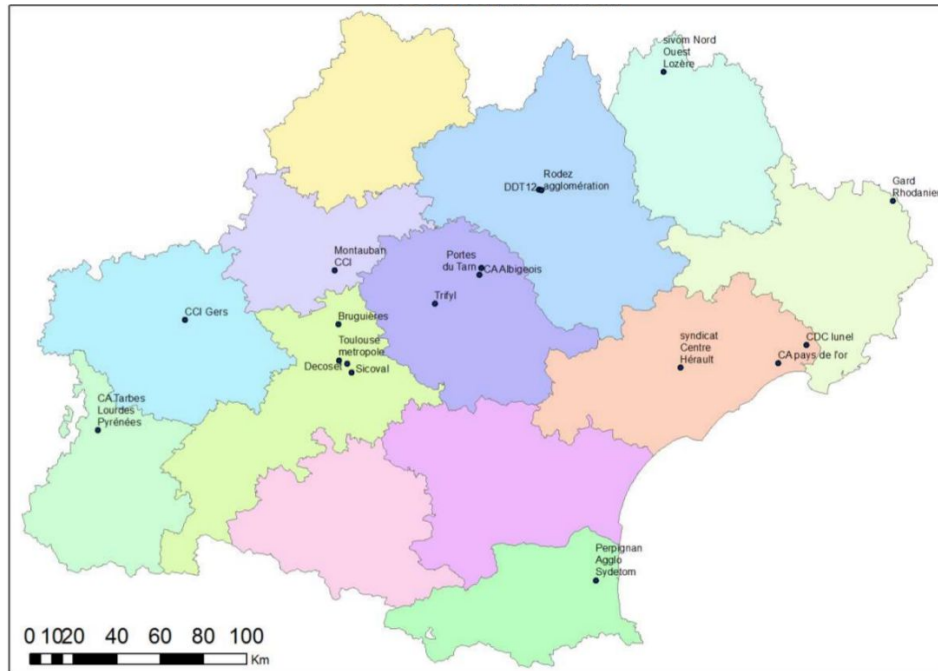 sivom Nord
Ouest
Lozère
Rodez
DDT12 agglomération
Gard
Rhodanien
Montauban
CCI
Portes
du Tarn
CA Albigeois
Trifyl
CCI Gers
Bruguières
Toulouse
metropole
Decoset
Sicoval
syndicat
Centre
Hérault
CDC lunel
CA pays de l'or
CA Tarbes
Lourdes
Pyrénées
Perpignan
Agglo
Sydetom
0 10 20 40 60 80 100
Km